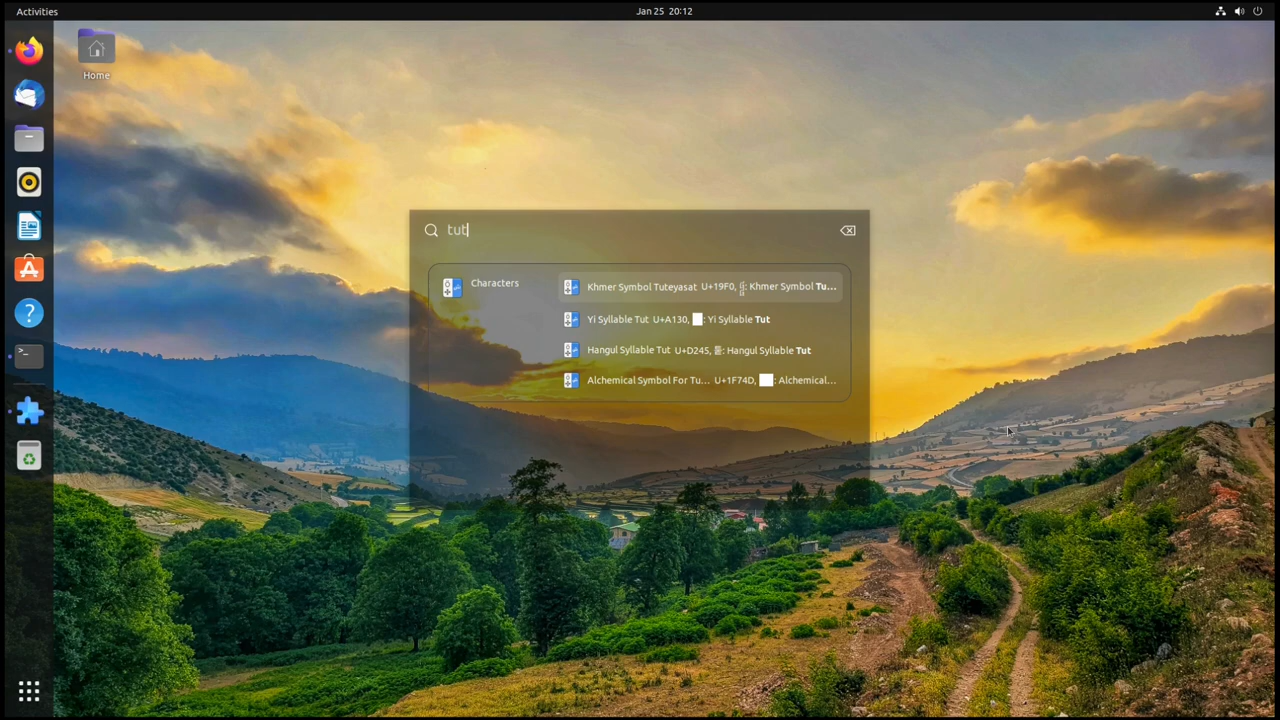 Activities
Jan 25 20:12
Home
tut
Characters
Khmer Symbol Tuteyasat U+19F0, ᧰: Khmer Symbol Tu...
Yi Syllable Tut U+A130, : Yi Syllable Tut
Hangul Syllable Tut U+D245, 퉅: Hangul Syllable Tut
Alchemical Symbol For Tu... U+1F74D, : Alchemical...